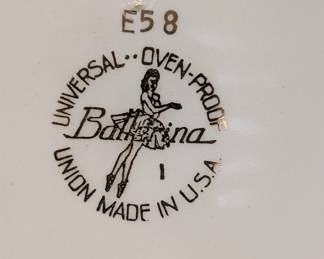 E58
UNIVERSAL·· OVEN-PROOF
Ballerina
1
UNION MADE IN U.S.A.